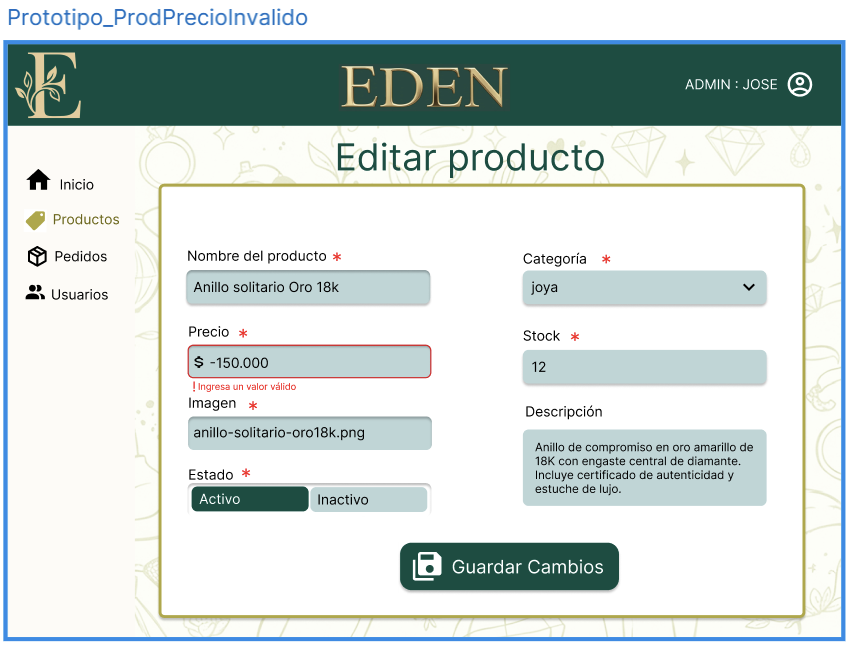 Prototipo_ProdPrecioInvalido
E
EDEN
ADMIN : JOSE
Editar producto
Inicio
Productos
Pedidos
Usuarios
Nombre del producto *
Anillo solitario Oro 18k
Categoría *
joya
Precio *
$ -150.000
! Ingresa un valor válido
Stock *
12
Imagen *
anillo-solitario-oro18k.png
Descripción
Anillo de compromiso en oro amarillo de
18K con engaste central de diamante.
Incluye certificado de autenticidad y
estuche de lujo.
Estado *
Activo
Inactivo
Guardar Cambios